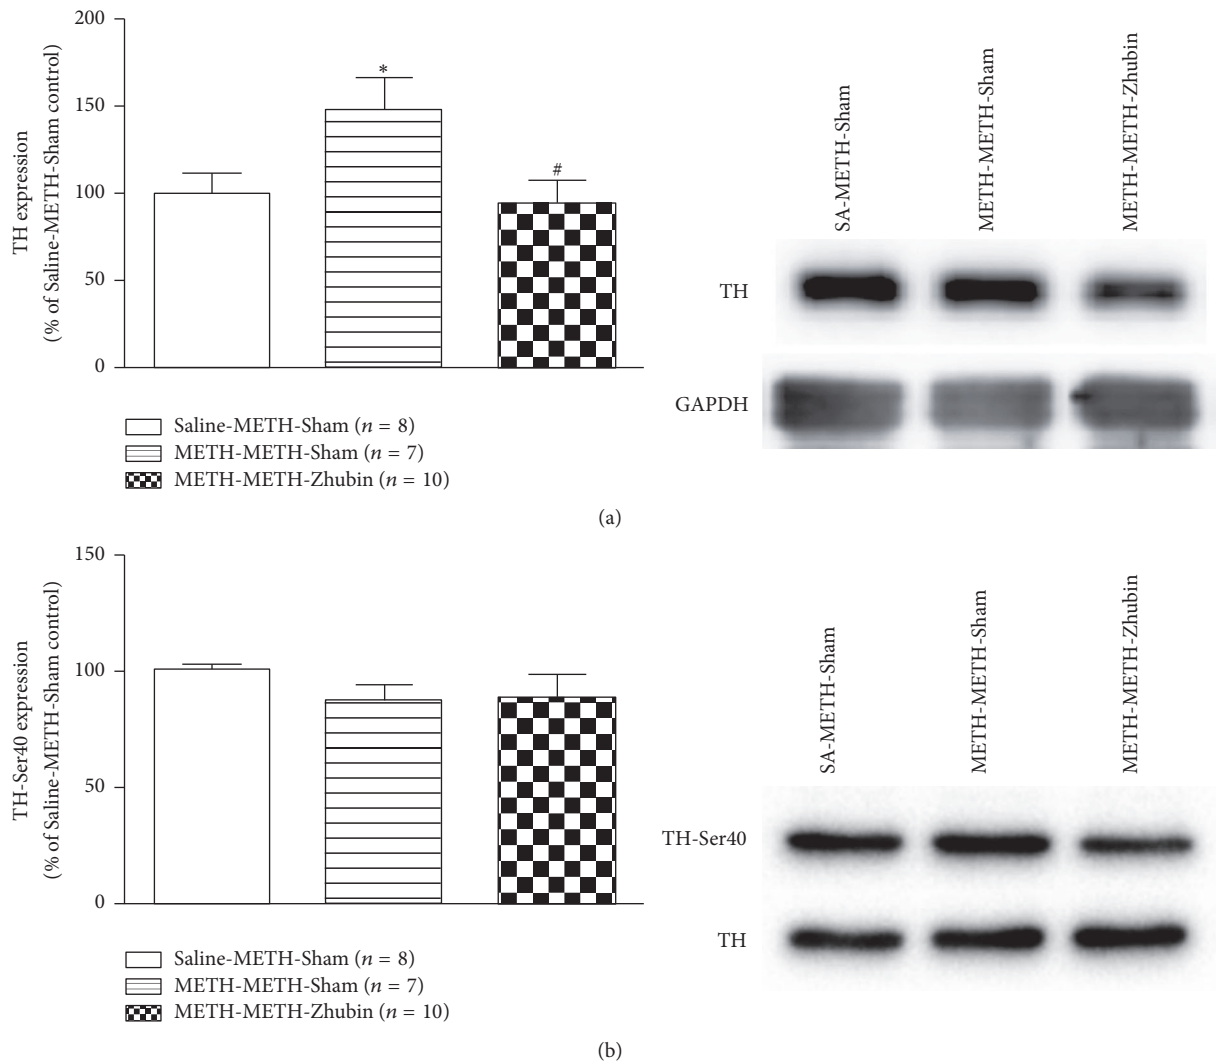 200
150
100
50
0
TH expression
(% of Saline-METH-Sham control)
*
#
Saline-METH-Sham (n = 8)
METH-METH-Sham (n = 7)
METH-METH-Zhubin (n = 10)
SA-METH-Sham
METH-METH-Sham
METH-METH-Zhubin
TH
GAPDH
(a)
150
100
50
0
TH-Ser40 expression
(% of Saline-METH-Sham control)
Saline-METH-Sham (n = 8)
METH-METH-Sham (n = 7)
METH-METH-Zhubin (n = 10)
SA-METH-Sham
METH-METH-Sham
METH-METH-Zhubin
TH-Ser40
TH
(b)